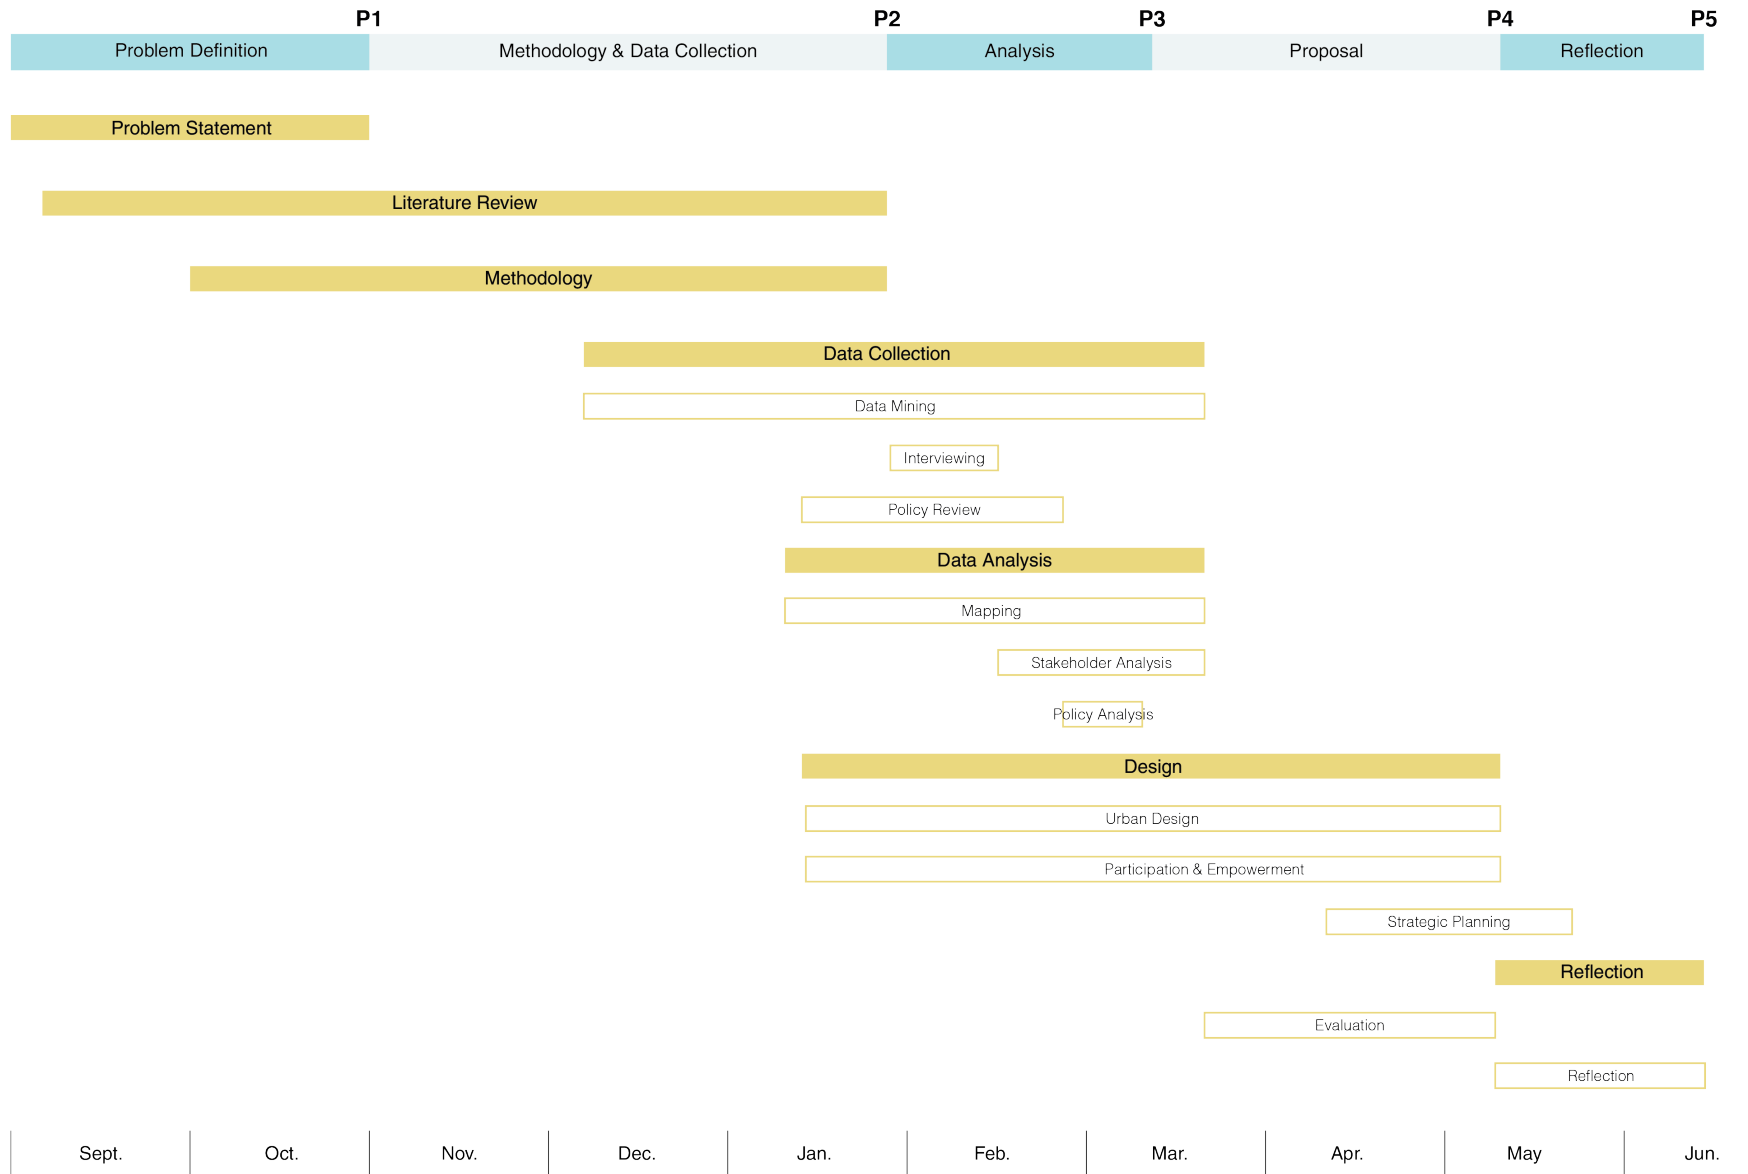 P1 P2 P3 P4 P5
Problem Definition Methodology & Data Collection Analysis Proposal Reflection
Problem Statement
Literature Review
Methodology
Data Collection
Data Mining
Interviewing
Policy Review
Data Analysis
Mapping
Stakeholder Analysis
Policy Analysis
Design
Urban Design
Participation & Empowerment
Strategic Planning
Reflection
Evaluation
Reflection
Sept. Oct. Nov. Dec. Jan. Feb. Mar. Apr. May Jun.